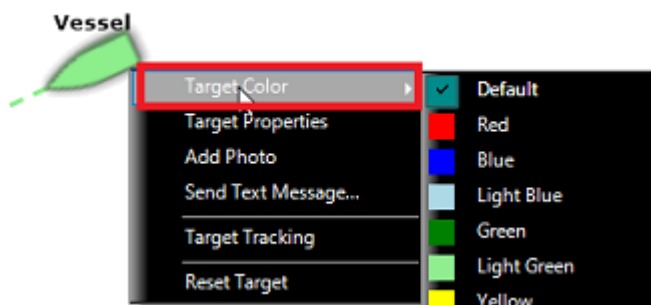 Vessel
Target Color
Target Properties
Add Photo
Send Text Message...
Target Tracking
Reset Target
Default
Red
Blue
Light Blue
Green
Light Green
Yellow